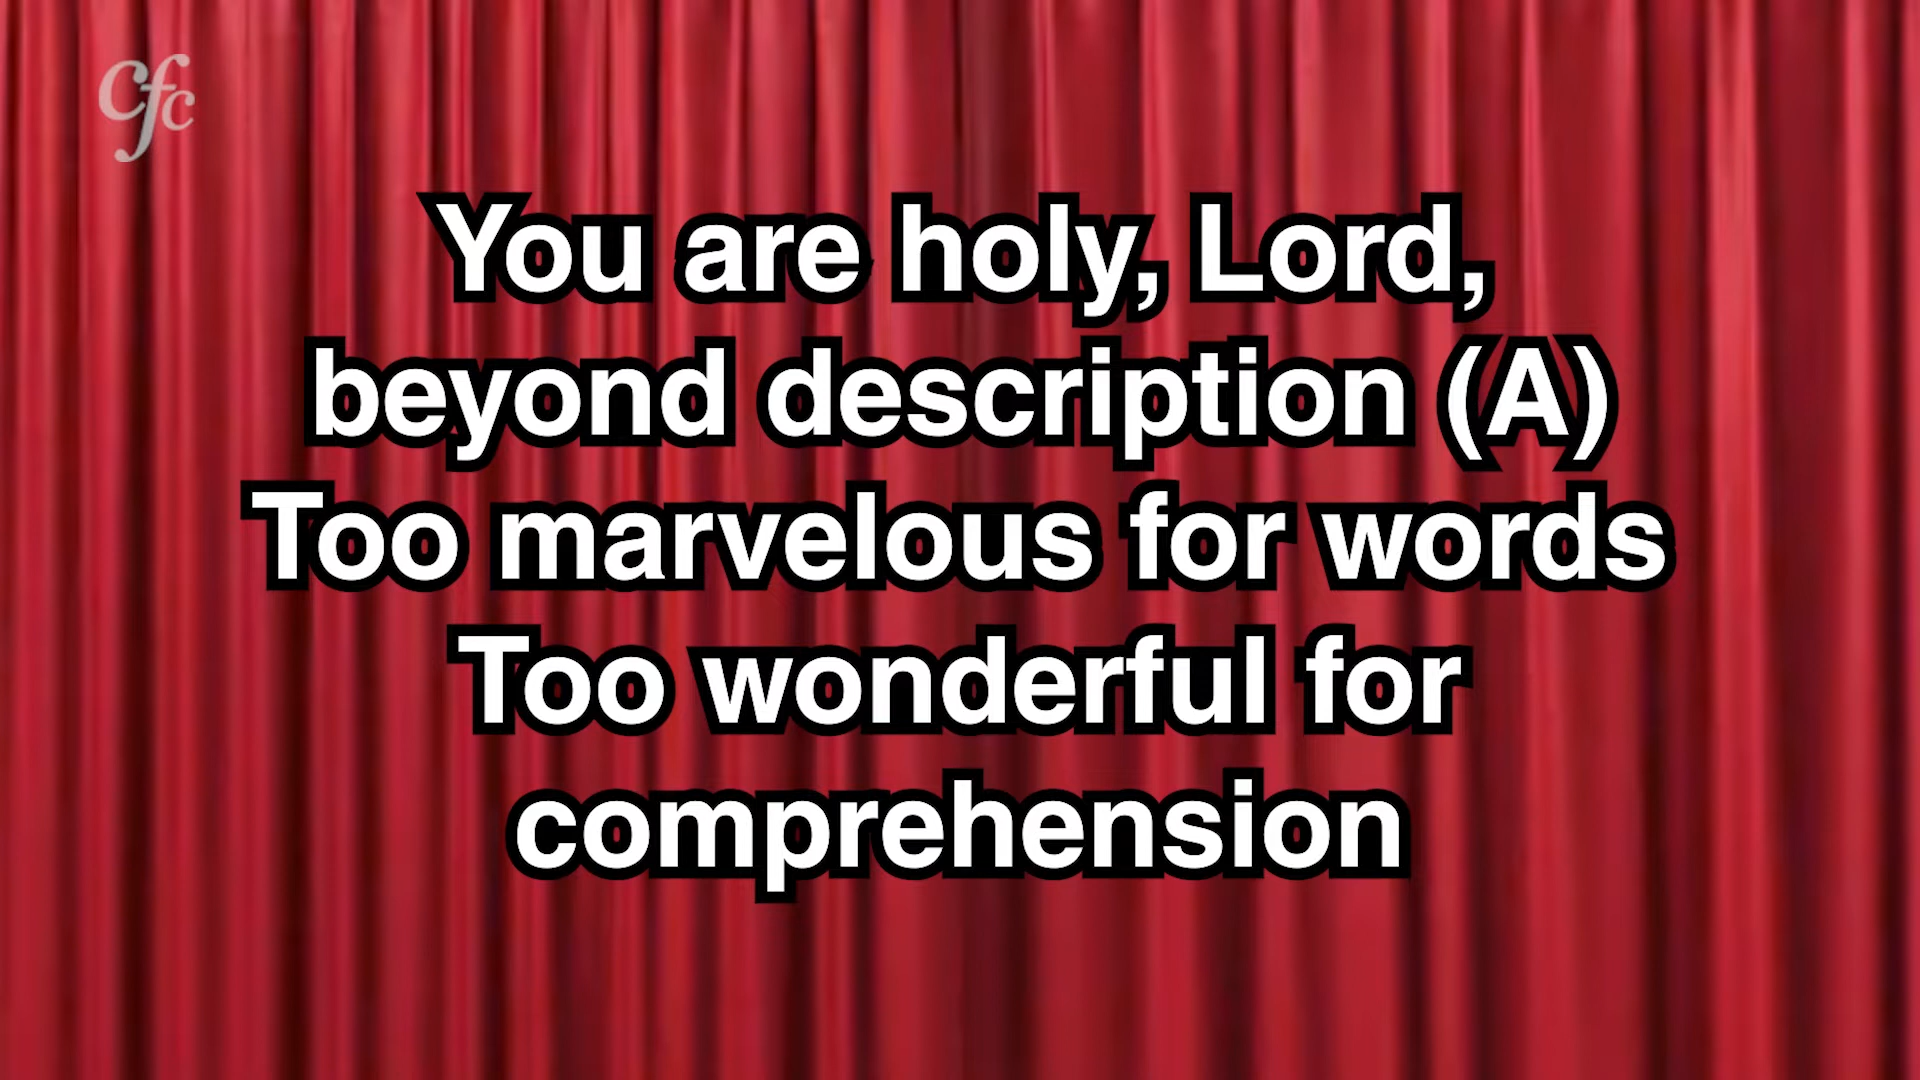 cfc
You are holy, Lord,
beyond description (A)
Too marvelous for words
Too wonderful for
comprehension